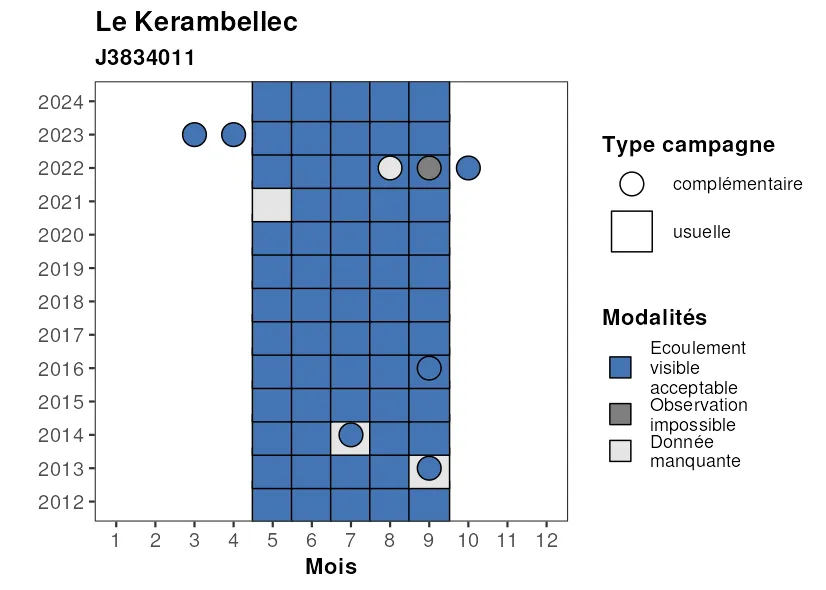 Le Kerambellec
J3834011
2024
2023
2022
2021
2020
2019
2018
2017
2016
2015
2014
2013
2012
1 2 3 4 5 6 7 8 9 10 11 12
Mois
Type campagne
complémentaire
usuelle
Modalités
Ecoulement
visible
acceptable
Observation
impossible
Donnée
manquante